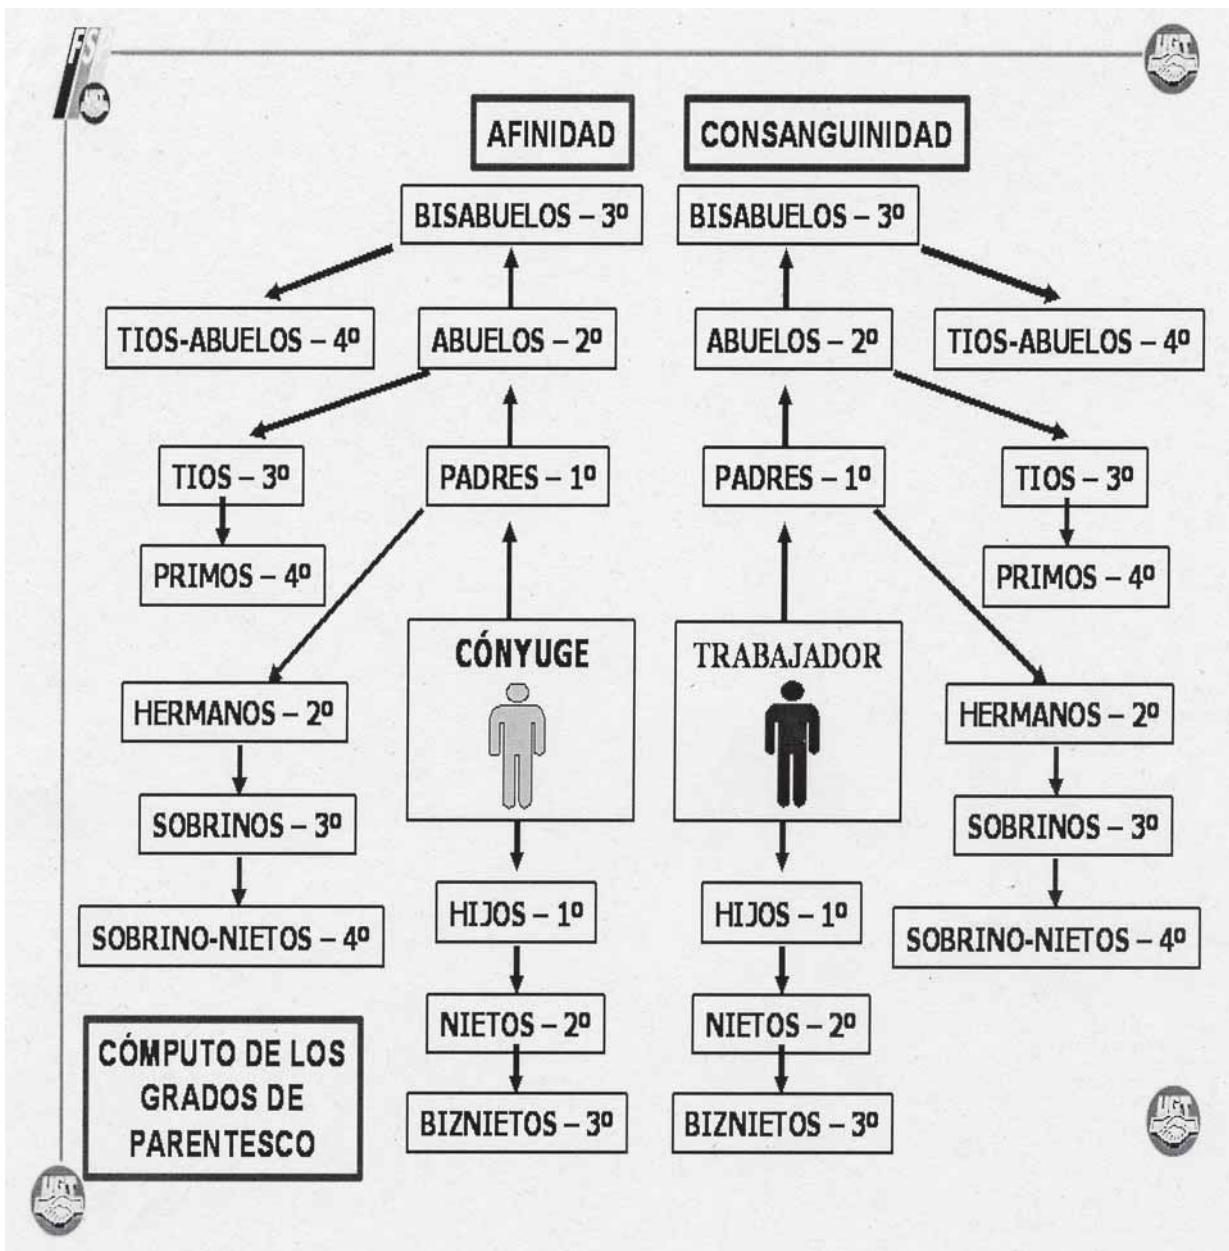 FSP
UGT
UGT
AFINIDAD
CONSANGUINIDAD
BISABUELOS – 3º
BISABUELOS – 3º
TIOS-ABUELOS – 4º
ABUELOS – 2º
ABUELOS – 2º
TIOS-ABUELOS – 4º
TIOS – 3º
PADRES – 1º
PADRES – 1º
TIOS – 3º
PRIMOS – 4º
PRIMOS – 4º
CÓNYUGE
TRABAJADOR
HERMANOS – 2º
HERMANOS – 2º
SOBRINOS – 3º
SOBRINOS – 3º
HIJOS – 1º
HIJOS – 1º
SOBRINO-NIETOS – 4º
SOBRINO-NIETOS – 4º
NIETOS – 2º
NIETOS – 2º
CÓMPUTO DE LOS
GRADOS DE
PARENTESCO
BIZNIETOS – 3º
BIZNIETOS – 3º
UGT
UGT